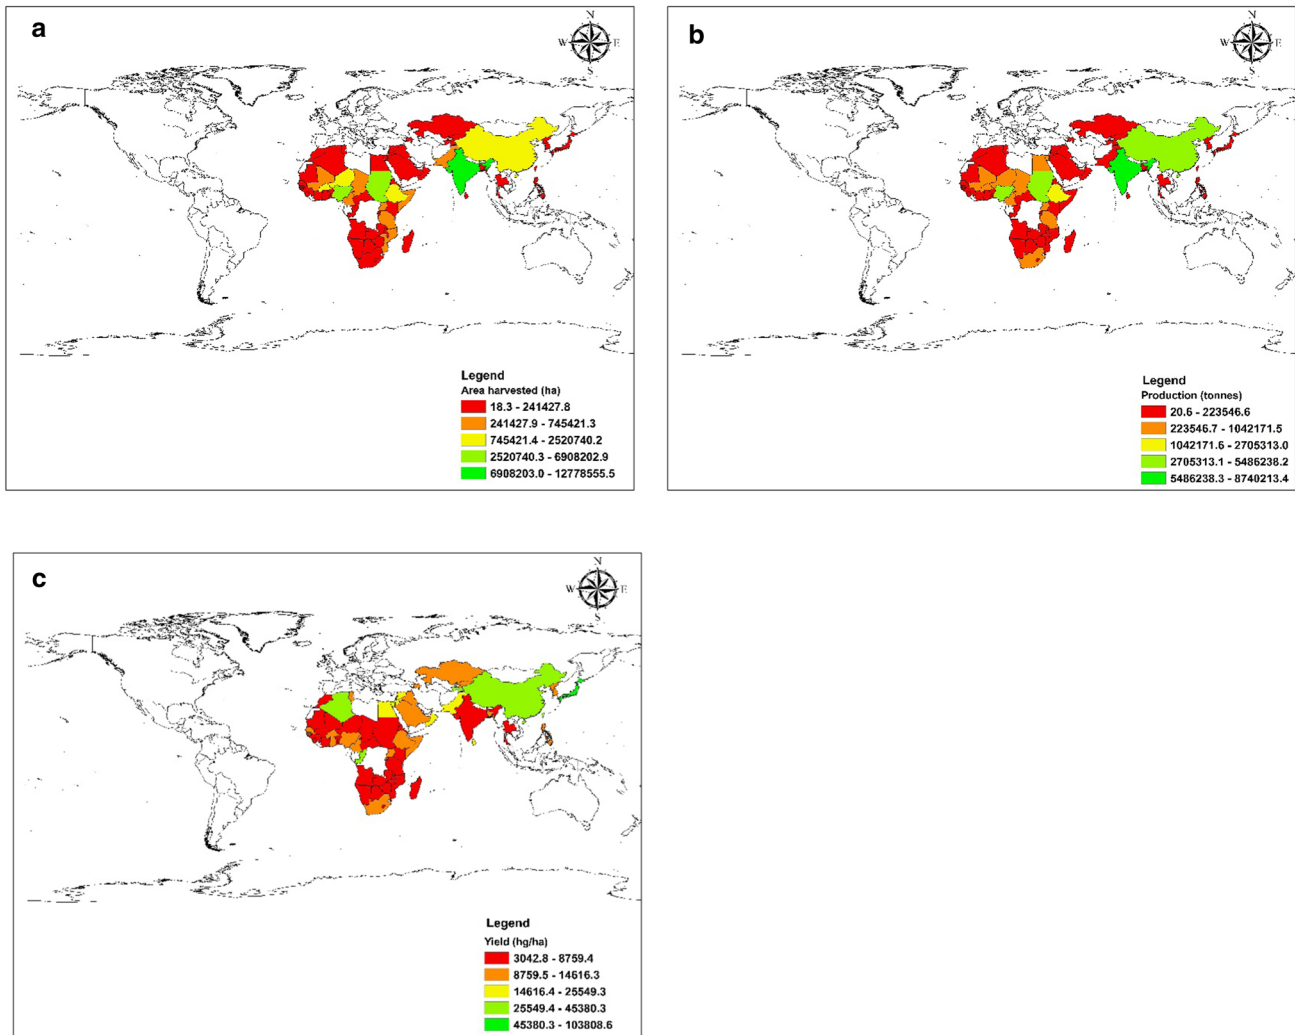 a
N
W E
S
Legend
Area harvested (ha)
18.3 - 241427.8
241427.9 - 745421.3
745421.4 - 2520740.2
2520740.3 - 6908202.9
6908203.0 - 12778555.5
b
N
W E
S
Legend
Production (tonnes)
20.6 - 223546.6
223546.7 - 1042171.5
1042171.6 - 2705313.0
2705313.1 - 5486238.2
5486238.3 - 8740213.4
c
N
W E
S
Legend
Yield (hg/ha)
3042.8 - 8759.4
8759.5 - 14616.3
14616.4 - 25549.3
25549.4 - 45380.3
45380.3 - 103808.6